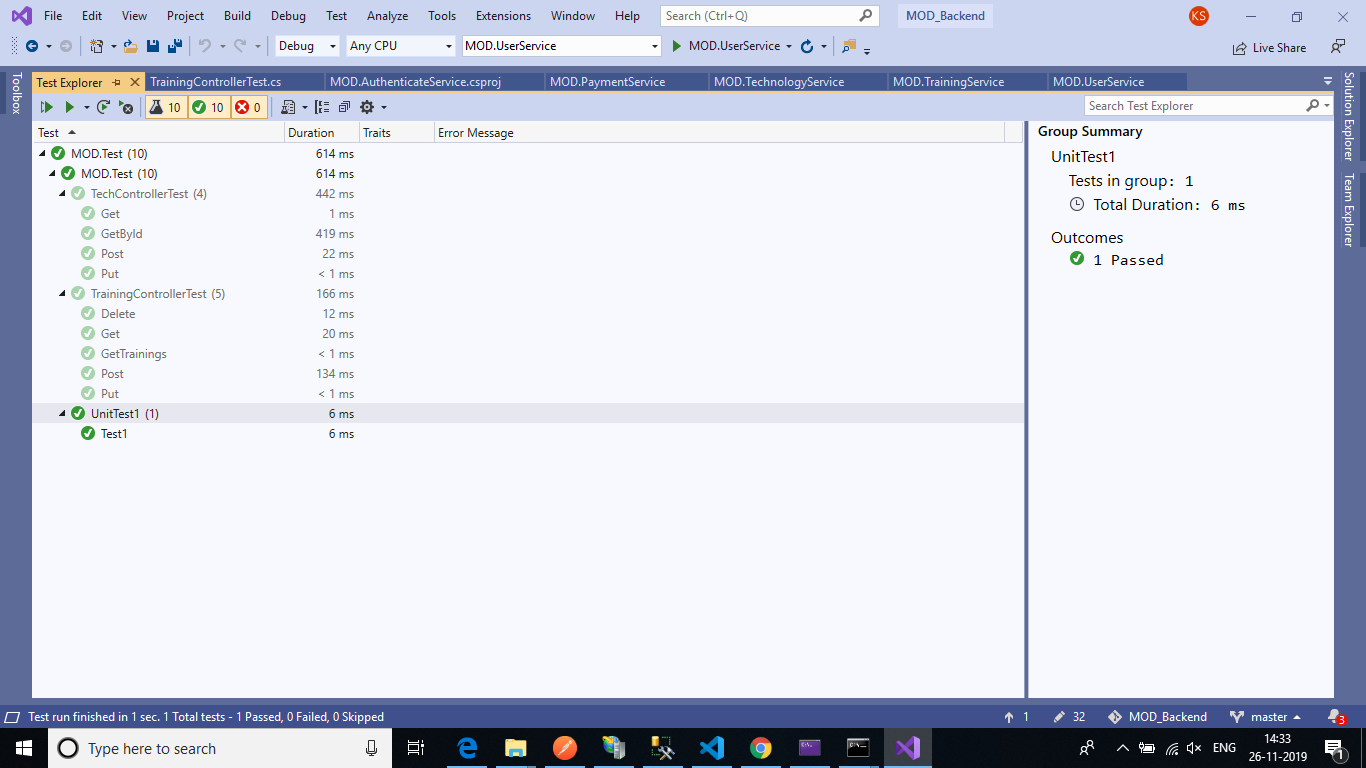 File Edit View Project Build Debug Test Analyze Tools Extensions Window Help Search (Ctrl+Q) MOD_Backend KS
Debug Any CPU MOD.UserService MOD.UserService Live Share
Toolbox
Test Explorer TrainingControllerTest.cs MOD.AuthenticateService.csproj MOD.PaymentService MOD.TechnologyService MOD.TrainingService MOD.UserService
10 10 0 Search Test Explorer
Test Duration Traits Error Message
MOD.Test (10) 614 ms
MOD.Test (10) 614 ms
TechControllerTest (4) 442 ms
Get 1 ms
GetById 419 ms
Post 22 ms
Put < 1 ms
TrainingControllerTest (5) 166 ms
Delete 12 ms
Get 20 ms
GetTrainings < 1 ms
Post 134 ms
Put < 1 ms
UnitTest1 (1) 6 ms
Test1 6 ms
Group Summary
UnitTest1
Tests in group: 1
Total Duration: 6 ms
Outcomes
1 Passed
Solution Explorer
Team Explorer
Test run finished in 1 sec. 1 Total tests - 1 Passed, 0 Failed, 0 Skipped 1 32 MOD_Backend master 3
Type here to search ENG 14:33
26-11-2019 1